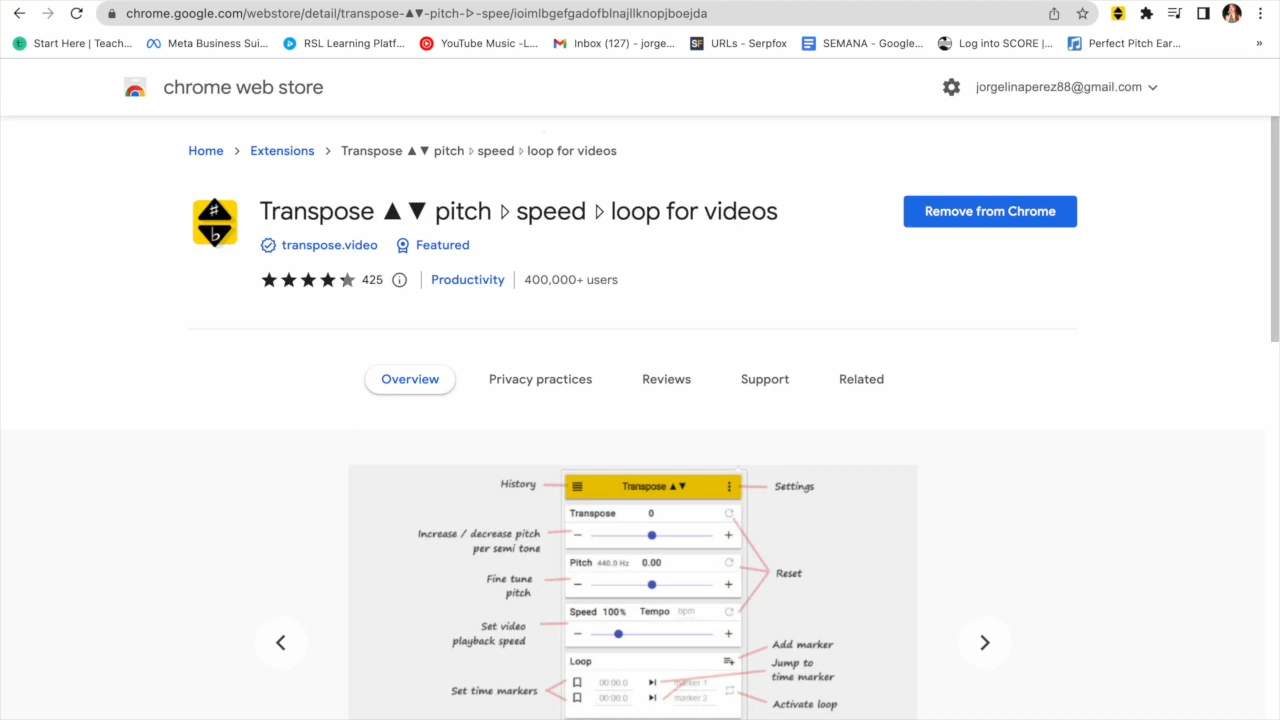 chrome.google.com/webstore/detail/transpose-▲▼-pitch-▷-spee/ioimlbgefgadofblnajllknopjboejda
Start Here | Teach... Meta Business Sui... RSL Learning Platf... YouTube Music -L... Inbox (127) - jorge... SF URLs - Serpfox SEMANA - Google... Log into SCORE |... Perfect Pitch Ear... »
chrome web store jorgelinaperez88@gmail.com
Home > Extensions > Transpose ▲▼ pitch ▹ speed ▹ loop for videos
Transpose ▲▼ pitch ▹ speed ▹ loop for videos
Remove from Chrome
transpose.video Featured
425 Productivity 400,000+ users
Overview Privacy practices Reviews Support Related
History Transpose ▲▼ Settings
Transpose 0
Increase / decrease pitch
per semi tone
Pitch 440.0 Hz 0.00
Reset
Fine tune
pitch
Speed 100% Tempo bpm
Set video
playback speed
Add marker
Loop
Jump to
time marker
00:00.0 marker 1
Set time markers
00:00.0 marker 2
Activate loop